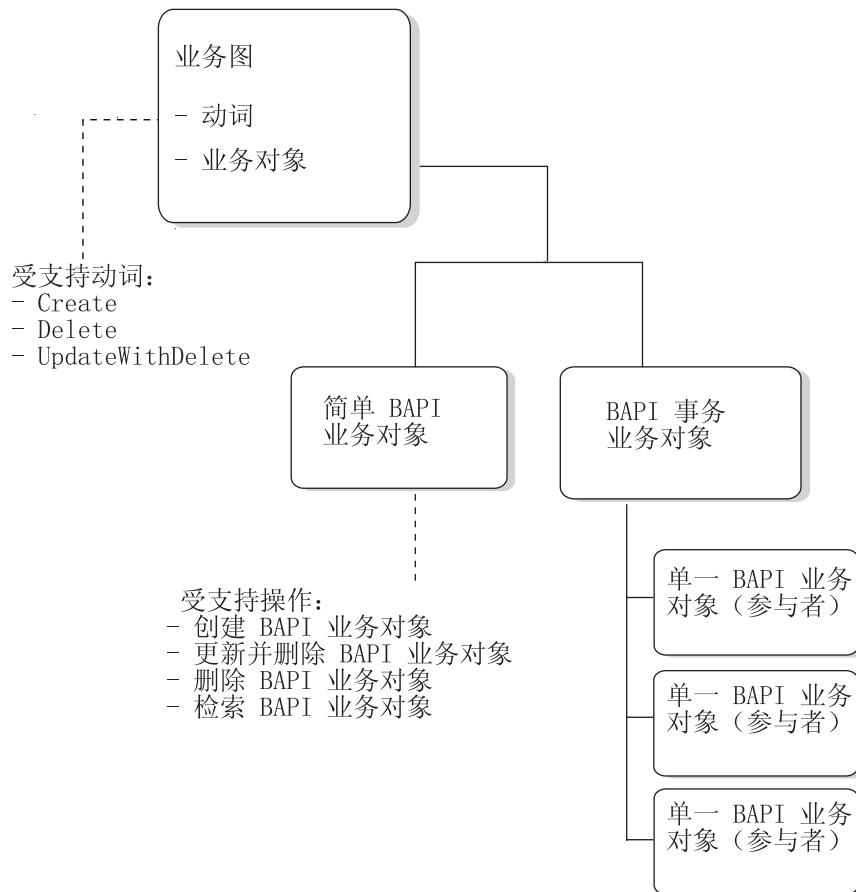 业务图
- 动词
- 业务对象
受支持动词：
- Create
- Delete
- UpdateWithDelete
简单 BAPI
业务对象
BAPI 事务
业务对象
受支持操作：
- 创建 BAPI 业务对象
- 更新并删除 BAPI 业务对象
- 删除 BAPI 业务对象
- 检索 BAPI 业务对象
单一 BAPI 业务
对象（参与者）
单一 BAPI 业务
对象（参与者）
单一 BAPI 业务
对象（参与者）